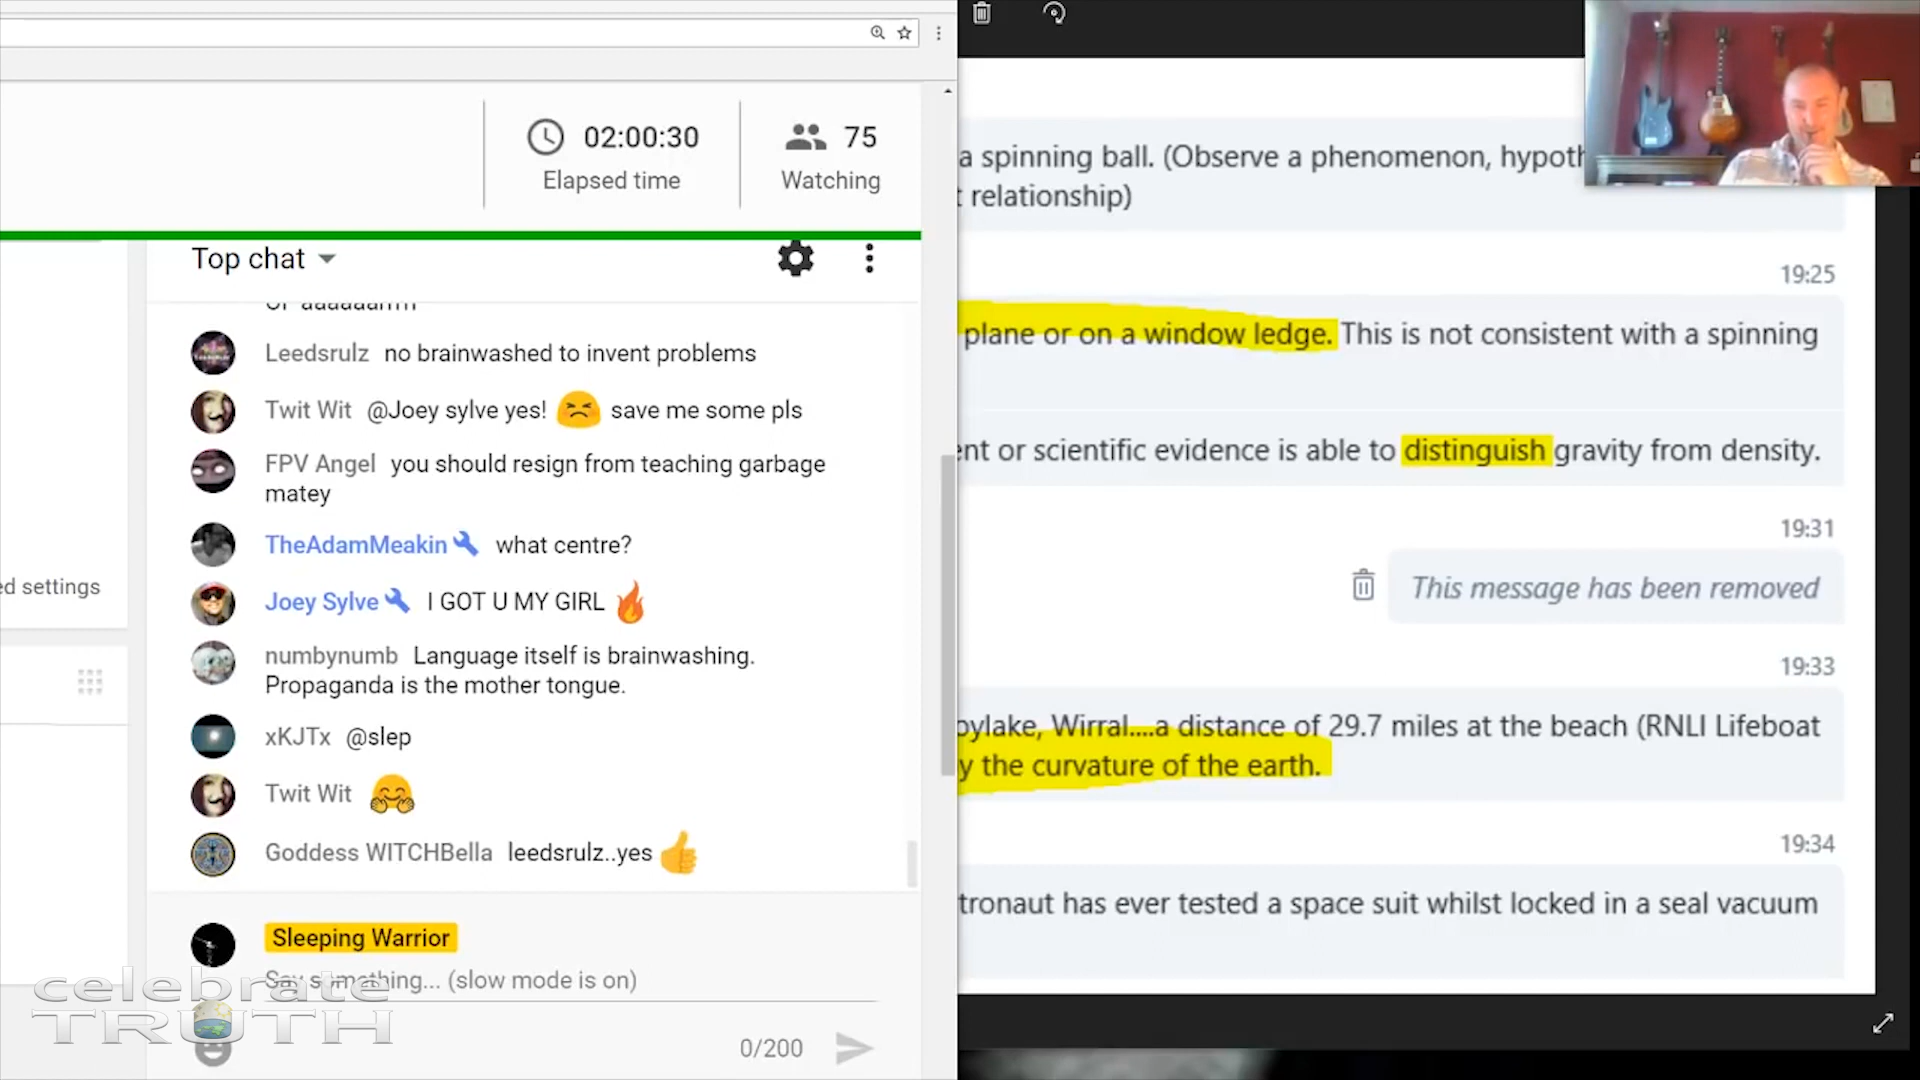 02:00:30
Elapsed time
75
Watching
Top chat
Leedsrulz no brainwashed to invent problems
Twit Wit @Joey sylve yes! save me some pls
FPV Angel you should resign from teaching garbage
matey
TheAdamMeakin what centre?
Joey Sylve I GOT U MY GIRL
numbynumb Language itself is brainwashing.
Propaganda is the mother tongue.
xKJTx @slep
Twit Wit
Goddess WITCHBella leedsrulz..yes
Sleeping Warrior
Say something... (slow mode is on)
0/200
ed settings
celebrate
TRUTH
a spinning ball. (Observe a phenomenon, hypoth
t relationship)
19:25
plane or on a window ledge. This is not consistent with a spinning
ent or scientific evidence is able to distinguish gravity from density.
19:31
This message has been removed
19:33
oylake, Wirral....a distance of 29.7 miles at the beach (RNLI Lifeboat
y the curvature of the earth.
19:34
tronaut has ever tested a space suit whilst locked in a seal vacuum